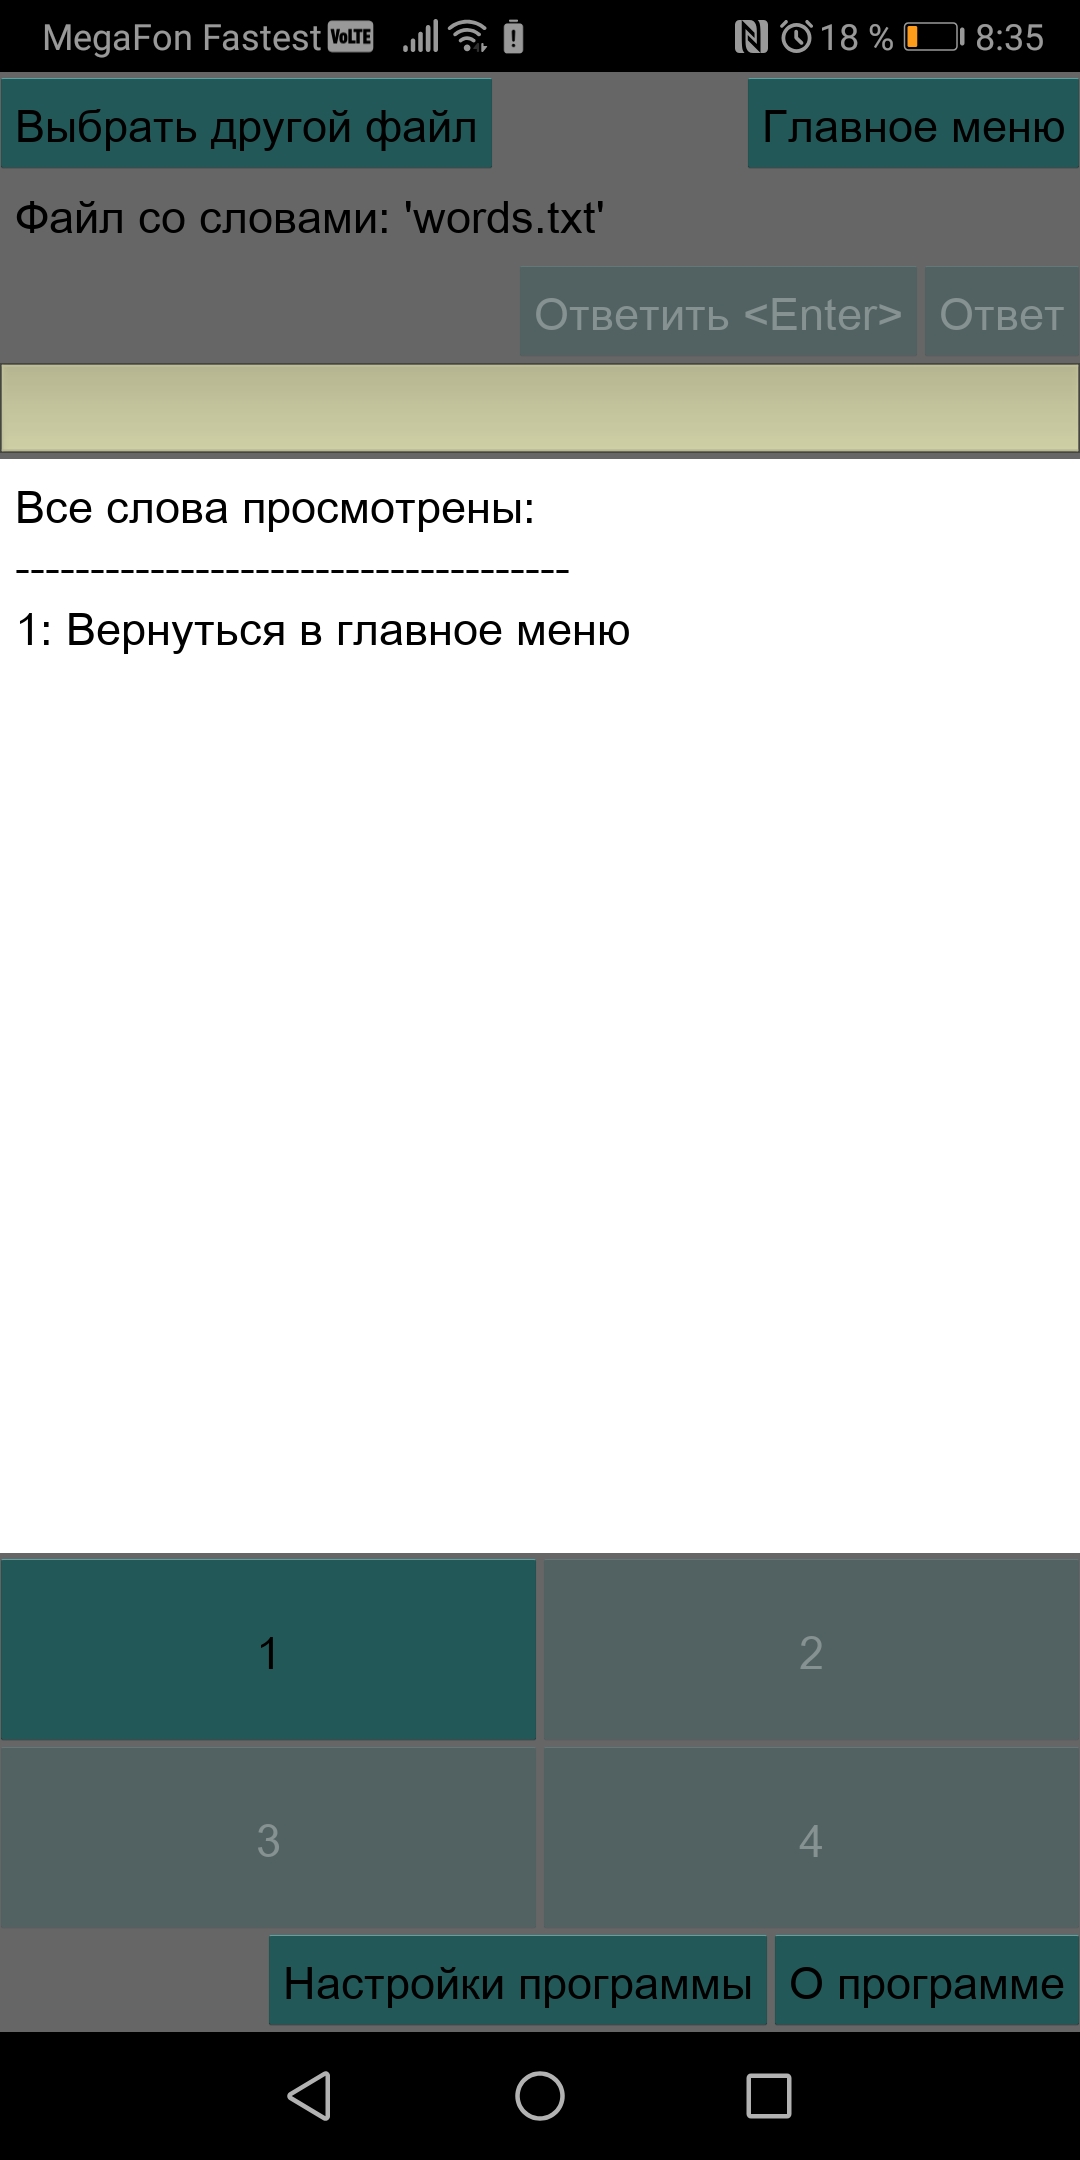 MegaFon Fastest VoLTE 18 % 8:35
Выбрать другой файл Главное меню
Файл со словами: 'words.txt'
Ответить <Enter> Ответ
Все слова просмотрены:
-------------------------------------
1: Вернуться в главное меню
1 2
3 4
Настройки программы О программе